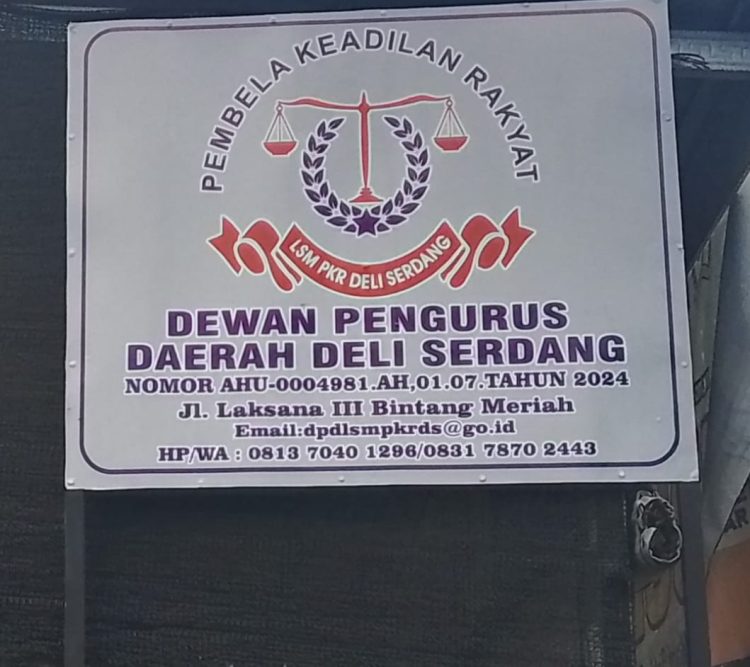 PEMBELA KEADILAN RAKYAT
LSM PKR DELI SERDANG
DEWAN PENGURUS
DAERAH DELI SERDANG
NOMOR AHU-0004981.AH,01.07.TAHUN 2024
Jl. Laksana III Bintang Meriah
Email:dpdlsmpkrds@go.id
HP/WA : 0813 7040 1296/0831 7870 2443